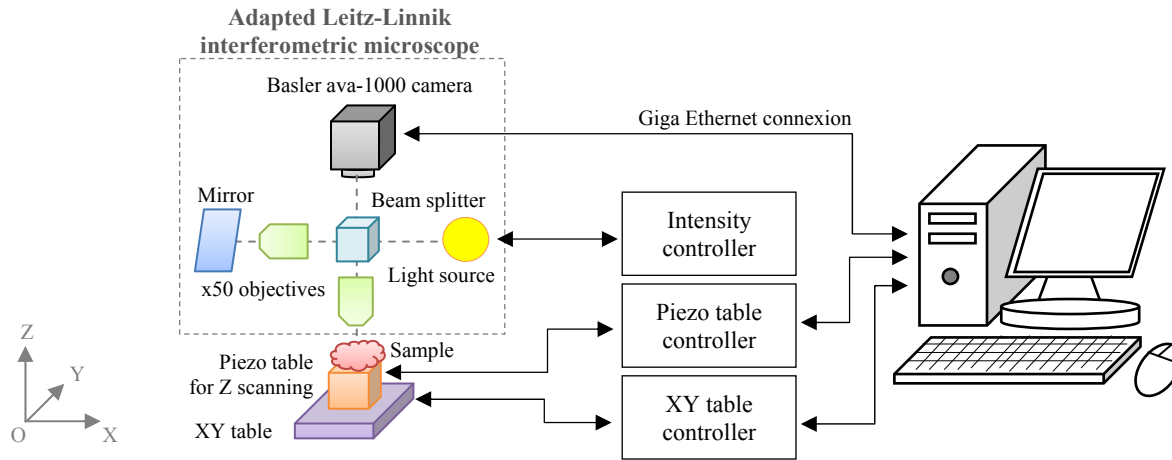 Adapted Leitz-Linnik
interferometric microscope
Basler ava-1000 camera
Giga Ethernet connexion
Mirror
Beam splitter
Intensity
controller
Light source
x50 objectives
Piezo table
controller
Z
Sample
Piezo table
for Z scanning
Y
XY table
controller
O
X
XY table